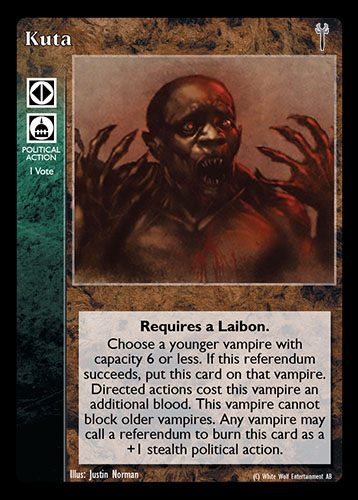 Kuta
POLITICAL
ACTION
1 Vote
Requires a Laibon.
Choose a younger vampire with
capacity 6 or less. If this referendum
succeeds, put this card on that vampire.
Directed actions cost this vampire an
additional blood. This vampire cannot
block older vampires. Any vampire may
call a referendum to burn this card as a
+1 stealth political action.
Illus: Justin Norman
(C) White Wolf Entertainment AB